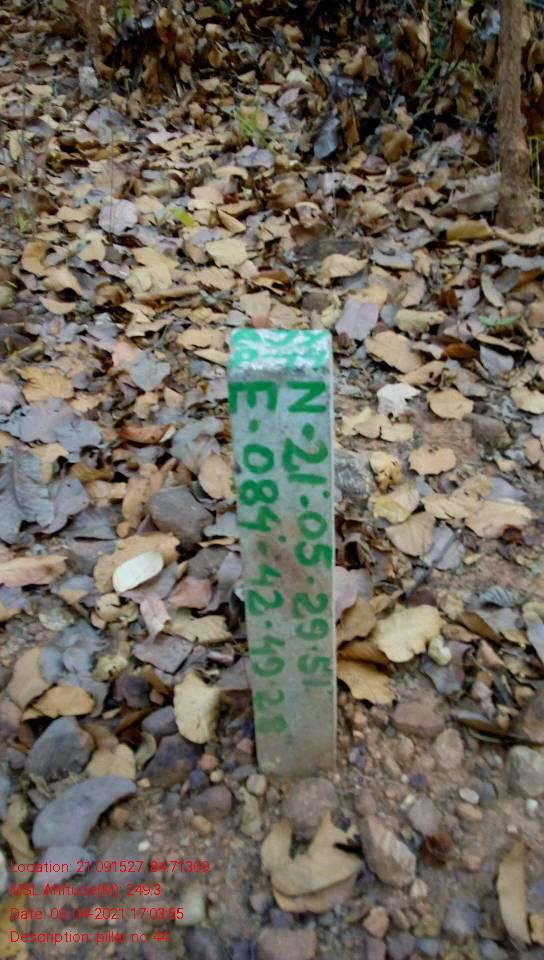 N-21°.05.29.51"
E-084.42.49.28"
Location: 21.091527, 84.71368
MSL Altitude(M): 249.3
Date: 09-04-2021 17:03:55
Description: pillar no 44